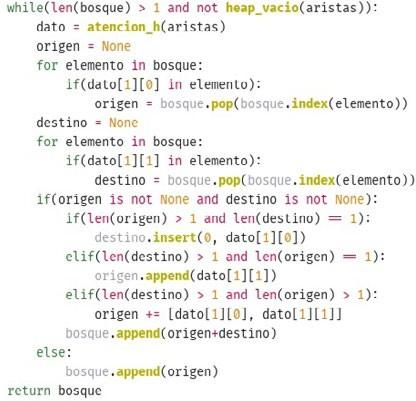 while(len(bosque) > 1 and not heap_vacio(aristas)):
    dato = atencion_h(aristas)
    origen = None
    for elemento in bosque:
        if(dato[1][0] in elemento):
            origen = bosque.pop(bosque.index(elemento))
    destino = None
    for elemento in bosque:
        if(dato[1][1] in elemento):
            destino = bosque.pop(bosque.index(elemento))
    if(origen is not None and destino is not None):
        if(len(origen) > 1 and len(destino) == 1):
            destino.insert(0, dato[1][0])
        elif(len(destino) > 1 and len(origen) == 1):
            origen.append(dato[1][1])
        elif(len(destino) > 1 and len(origen) > 1):
            origen += [dato[1][0], dato[1][1]]
        bosque.append(origen+destino)
    else:
        bosque.append(origen)
return bosque